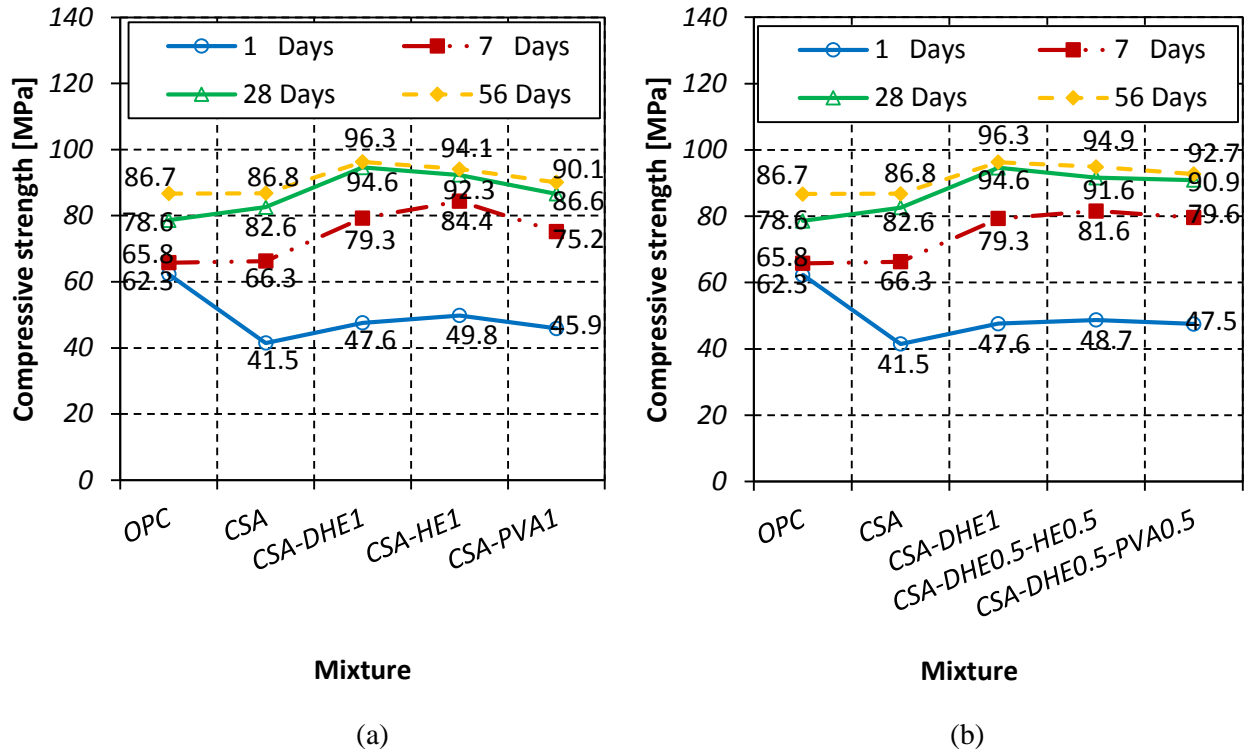 Compressive strength [MPa]
140
120
100
80
60
40
20
0
1 Days
7 Days
28 Days
56 Days
86.7
86.8
96.3
94.1
90.1
78.6
82.6
94.6
92.3
86.6
65.8
66.3
79.3
84.4
75.2
62.3
41.5
47.6
49.8
45.9
OPC
CSA
CSA-DHE1
CSA-HE1
CSA-PVA1
Mixture
(a)
Compressive strength [MPa]
140
120
100
80
60
40
20
0
1 Days
7 Days
28 Days
56 Days
86.7
86.8
96.3
94.9
92.7
78.6
82.6
94.6
91.6
90.9
65.8
66.3
79.3
81.6
79.6
62.3
41.5
47.6
48.7
47.5
OPC
CSA
CSA-DHE1
CSA-DHE0.5-HE0.5
CSA-DHE0.5-PVA0.5
Mixture
(b)